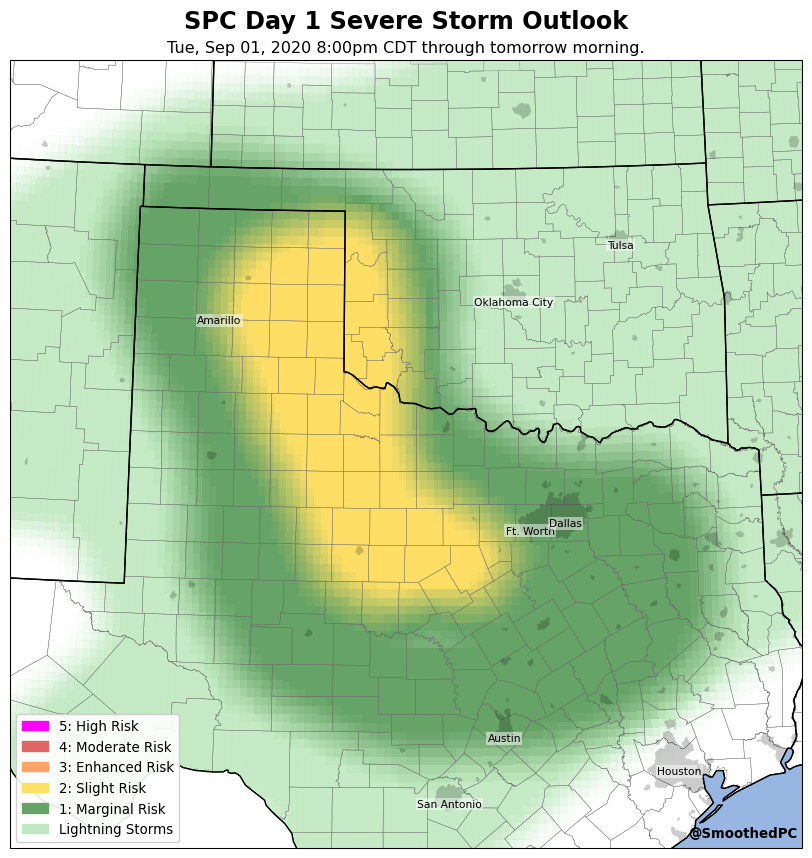 SPC Day 1 Severe Storm Outlook
Tue, Sep 01, 2020 8:00pm CDT through tomorrow morning.
Tulsa
Oklahoma City
Amarillo
Dallas
Ft. Worth
Austin
Houston
San Antonio
5: High Risk
4: Moderate Risk
3: Enhanced Risk
2: Slight Risk
1: Marginal Risk
Lightning Storms
@SmoothedPC